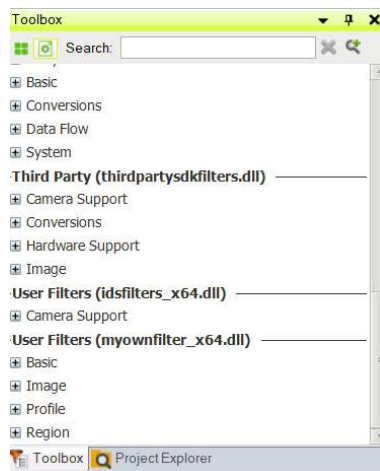 Toolbox
Search:
Basic
Conversions
Data Flow
System
Third Party (thirdpartysdkfilters.dll)
Camera Support
Conversions
Hardware Support
Image
User Filters (idsfilters_x64.dll)
Camera Support
User Filters (myownfilter_x64.dll)
Basic
Image
Profile
Region
Toolbox Project Explorer